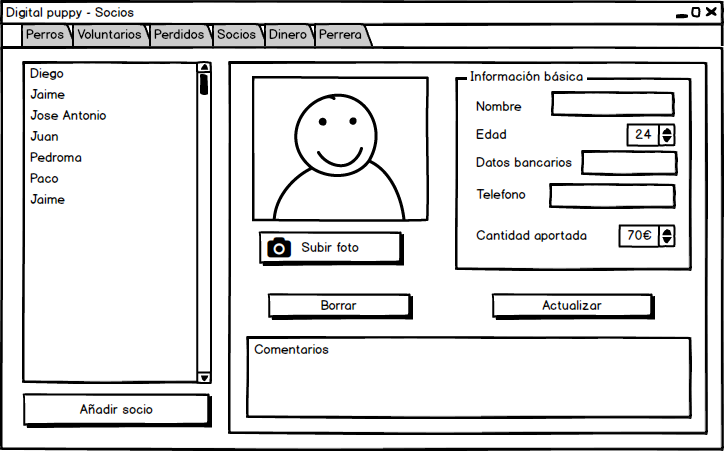 Digital puppy - Socios
Perros Voluntarios Perdidos Socios Dinero Perrera
Diego
Jaime
Jose Antonio
Juan
Pedroma
Paco
Jaime
Añadir socio
Subir foto
Información básica
Nombre
Edad 24
Datos bancarios
Telefono
Cantidad aportada 70€
Borrar
Actualizar
Comentarios